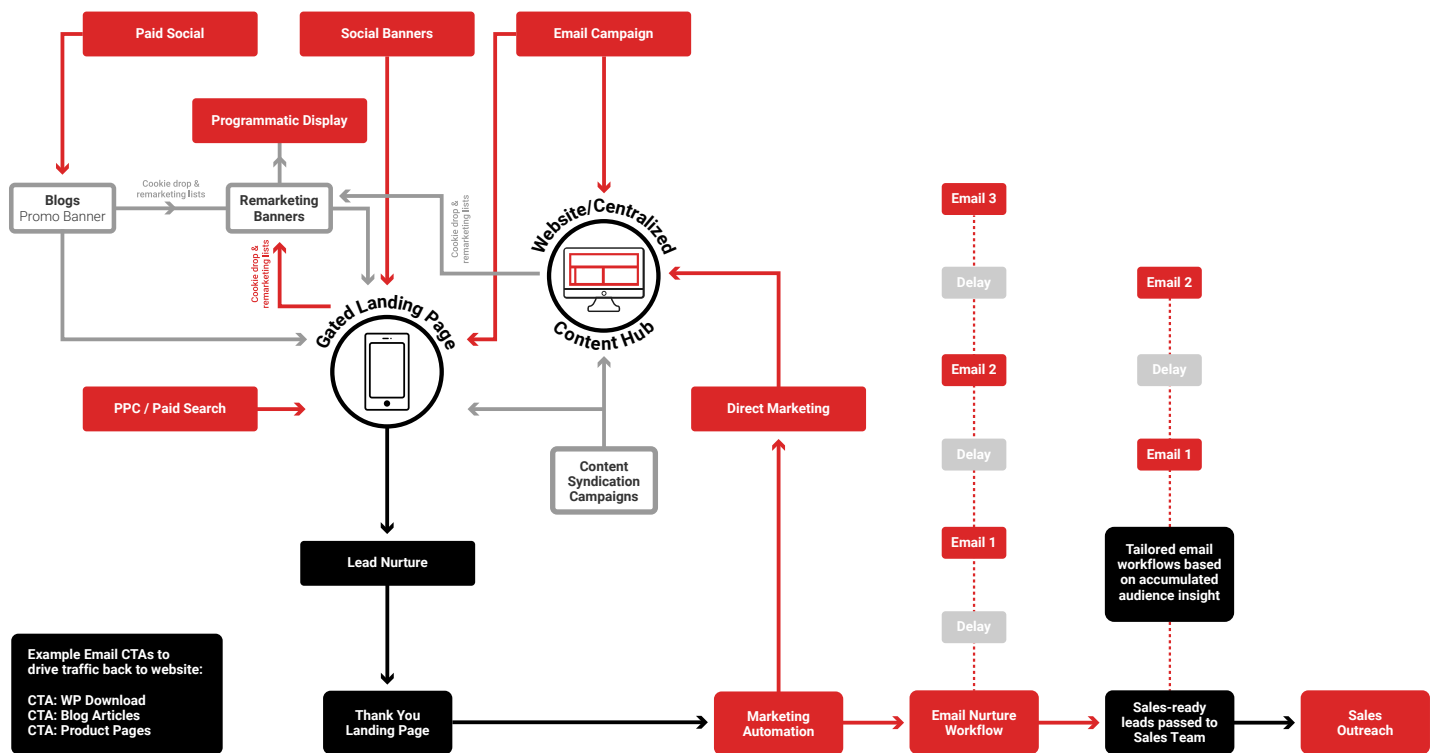 Paid Social
Social Banners
Email Campaign
Programmatic Display
Cookie drop &
remarketing lists
Blogs
Promo Banner
Remarketing
Banners
Cookie drop &
remarketing lists
Cookie drop &
remarketing lists
Website/Centralized
Content Hub
Gated Landing Page
PPC / Paid Search
Content
Syndication
Campaigns
Direct Marketing
Email 3
Delay
Email 2
Delay
Email 1
Delay
Email 2
Delay
Email 1
Tailored email
workflows based
on accumulated
audience insight
Lead Nurture
Example Email CTAs to
drive traffic back to website:
CTA: WP Download
CTA: Blog Articles
CTA: Product Pages
Thank You
Landing Page
Marketing
Automation
Email Nurture
Workflow
Sales-ready
leads passed to
Sales Team
Sales
Outreach